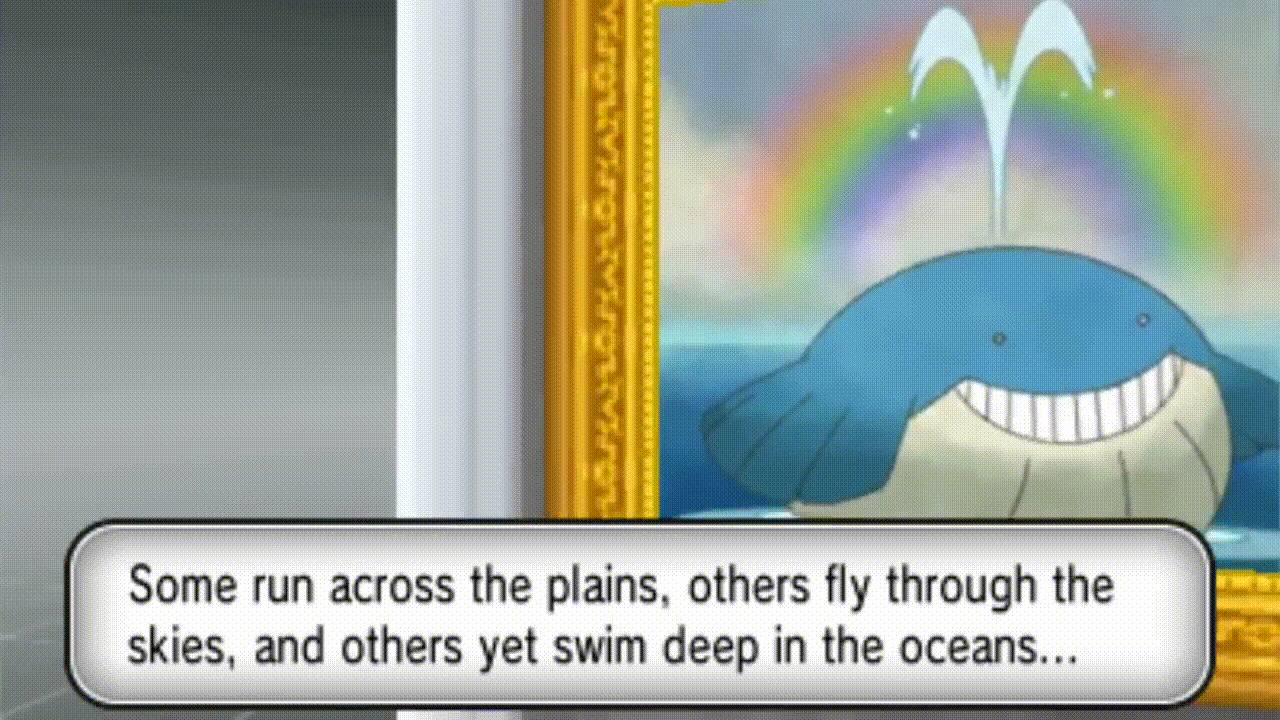 Some run across the plains, others fly through the
skies, and others yet swim deep in the oceans...